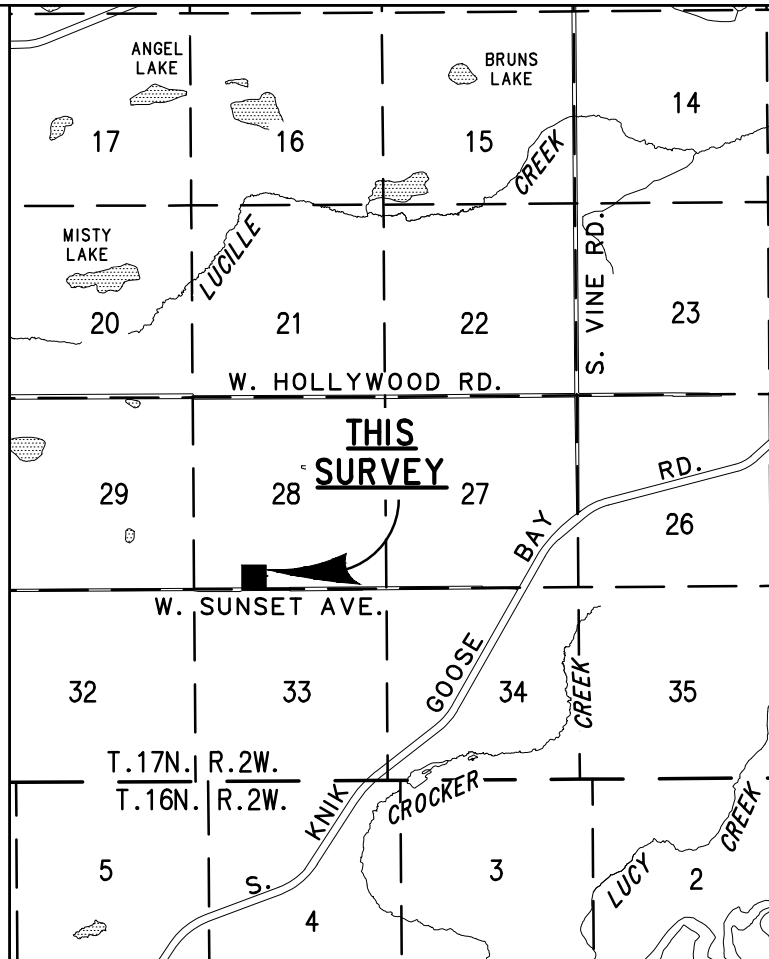 ANGEL
LAKE
BRUNS
LAKE
14
17
16
15
CREEK
MISTY
LAKE
LUCILLE
S. VINE RD.
20
21
22
23
W. HOLLYWOOD RD.
THIS
SURVEY
29
28
27
RD.
26
BAY
W. SUNSET AVE.
GOOSE
32
33
34
CREEK
35
T.17N. R.2W.
T.16N. R.2W.
KNIK
CROCKER
CREEK
5
S.
4
3
LUCY
2